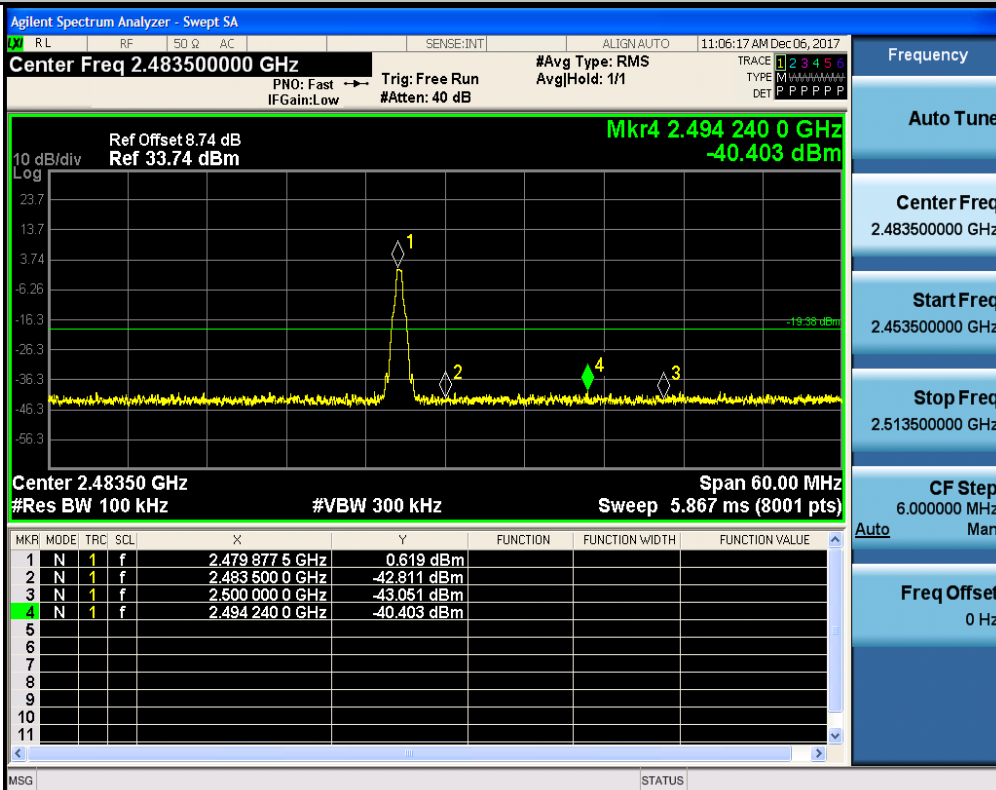 Agilent Spectrum Analyzer - Swept SA
LXI RL RF 50 Ω AC SENSE:INT ALIGN AUTO 11:06:17 AM Dec 06, 2017
Center Freq 2.483500000 GHz
PNO: Fast
IFGain:Low
Trig: Free Run
#Atten: 40 dB
#Avg Type: RMS
Avg|Hold: 1/1
TRACE 1 2 3 4 5 6
TYPE M
DET P P P P P P
Mkr4 2.494 240 0 GHz
-40.403 dBm
Ref Offset 8.74 dB
10 dB/div Ref 33.74 dBm
Log
23.7
13.7
3.74
-6.26
-16.3
-26.3
-36.3
-46.3
-56.3
1
2
4
3
-19.38 dBm
Center 2.48350 GHz Span 60.00 MHz
#Res BW 100 kHz #VBW 300 kHz Sweep 5.867 ms (8001 pts)
MKR MODE TRC SCL X Y FUNCTION FUNCTION WIDTH FUNCTION VALUE
1 N 1 f 2.479 877 5 GHz 0.619 dBm
2 N 1 f 2.483 500 0 GHz -42.811 dBm
3 N 1 f 2.500 000 0 GHz -43.051 dBm
4 N 1 f 2.494 240 0 GHz -40.403 dBm
5
6
7
8
9
10
11
MSG STATUS
Frequency
Auto Tune
Center Freq
2.483500000 GHz
Start Freq
2.453500000 GHz
Stop Freq
2.513500000 GHz
CF Step
6.000000 MHz
Auto Man
Freq Offset
0 Hz